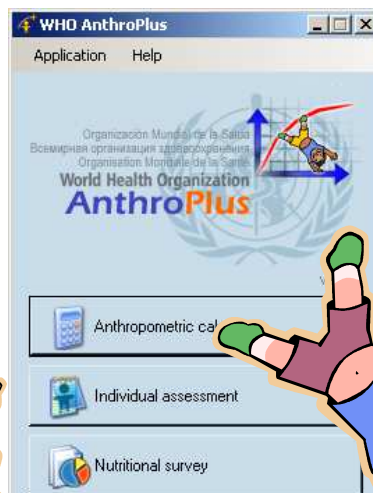 WHO AnthroPlus
Application Help
Organización Mundial de la Salud
Всемирная организация здравоохранения
Organisation Mondiale de la Santé
World Health Organization
AnthroPlus
Anthropometric
Individual assessment
Nutritional survey